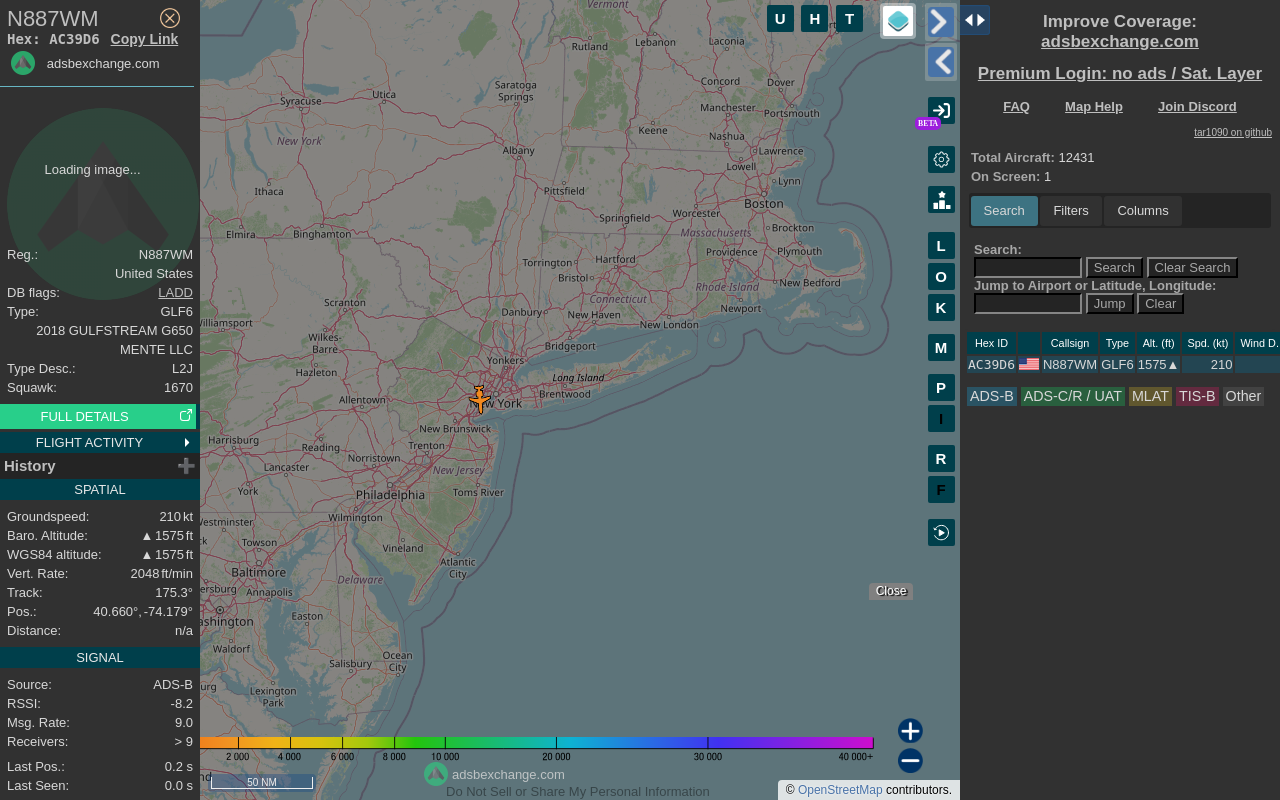 N887WM
Hex: AC39D6 Copy Link
adsbexchange.com
Loading image...
Reg.: N887WM
United States
DB flags: LADD
Type: GLF6
2018 GULFSTREAM G650
MENTE LLC
Type Desc.: L2J
Squawk: 1670
FULL DETAILS
FLIGHT ACTIVITY
History
SPATIAL
Groundspeed: 210 kt
Baro. Altitude: ▲ 1575 ft
WGS84 altitude: ▲ 1575 ft
Vert. Rate: 2048 ft/min
Track: 175.3°
Pos.: 40.660°, -74.179°
Distance: n/a
SIGNAL
Source: ADS-B
RSSI: -8.2
Msg. Rate: 9.0
Receivers: > 9
Last Pos.: 0.2 s
Last Seen: 0.0 s
Vermont
Rutland
Lebanon
Laconia
Saratoga
Springs
Concord
Dover
Utica
Syracuse
Manchester
Portsmouth
Keene
Nashua
New York
Albany
Lawrence
Lowell
Lynn
Ithaca
Pittsfield
Boston
Worcester
Springfield
Elmira
Binghamton
Massachusetts
Brockton
Providence
Plymouth
Torrington
Hartford
Bristol
New Bedford
Rhode Island
Scranton
Connecticut
Danbury
New Haven
Newport
New London
Williamsport
Wilkes-
Barre
Bridgeport
Yonkers
Hazleton
Long Island
Brentwood
Allentown
New York
New Brunswick
Harrisburg
Reading
Trenton
Norristown
Lancaster
New Jersey
York
Philadelphia
Toms River
Wilmington
Westminster
Towson
Vineland
Atlantic
City
Baltimore
Delaware
Annapolis
Easton
Washington
Waldorf
Ocean
City
Salisbury
Lexington
Park
2 000 4 000 6 000 8 000 10 000 20 000 30 000 40 000+
50 NM
adsbexchange.com
Do Not Sell or Share My Personal Information
© OpenStreetMap contributors.
Close
U H T
BETA
L
O
K
M
P
I
R
F
Improve Coverage:
adsbexchange.com
Premium Login: no ads / Sat. Layer
FAQ Map Help Join Discord
tar1090 on github
Total Aircraft: 12431
On Screen: 1
Search Filters Columns
Search:
Search Clear Search
Jump to Airport or Latitude, Longitude:
Jump Clear
Hex ID Callsign Type Alt. (ft) Spd. (kt) Wind D.
AC39D6 N887WM GLF6 1575▲ 210
ADS-B ADS-C/R / UAT MLAT TIS-B Other